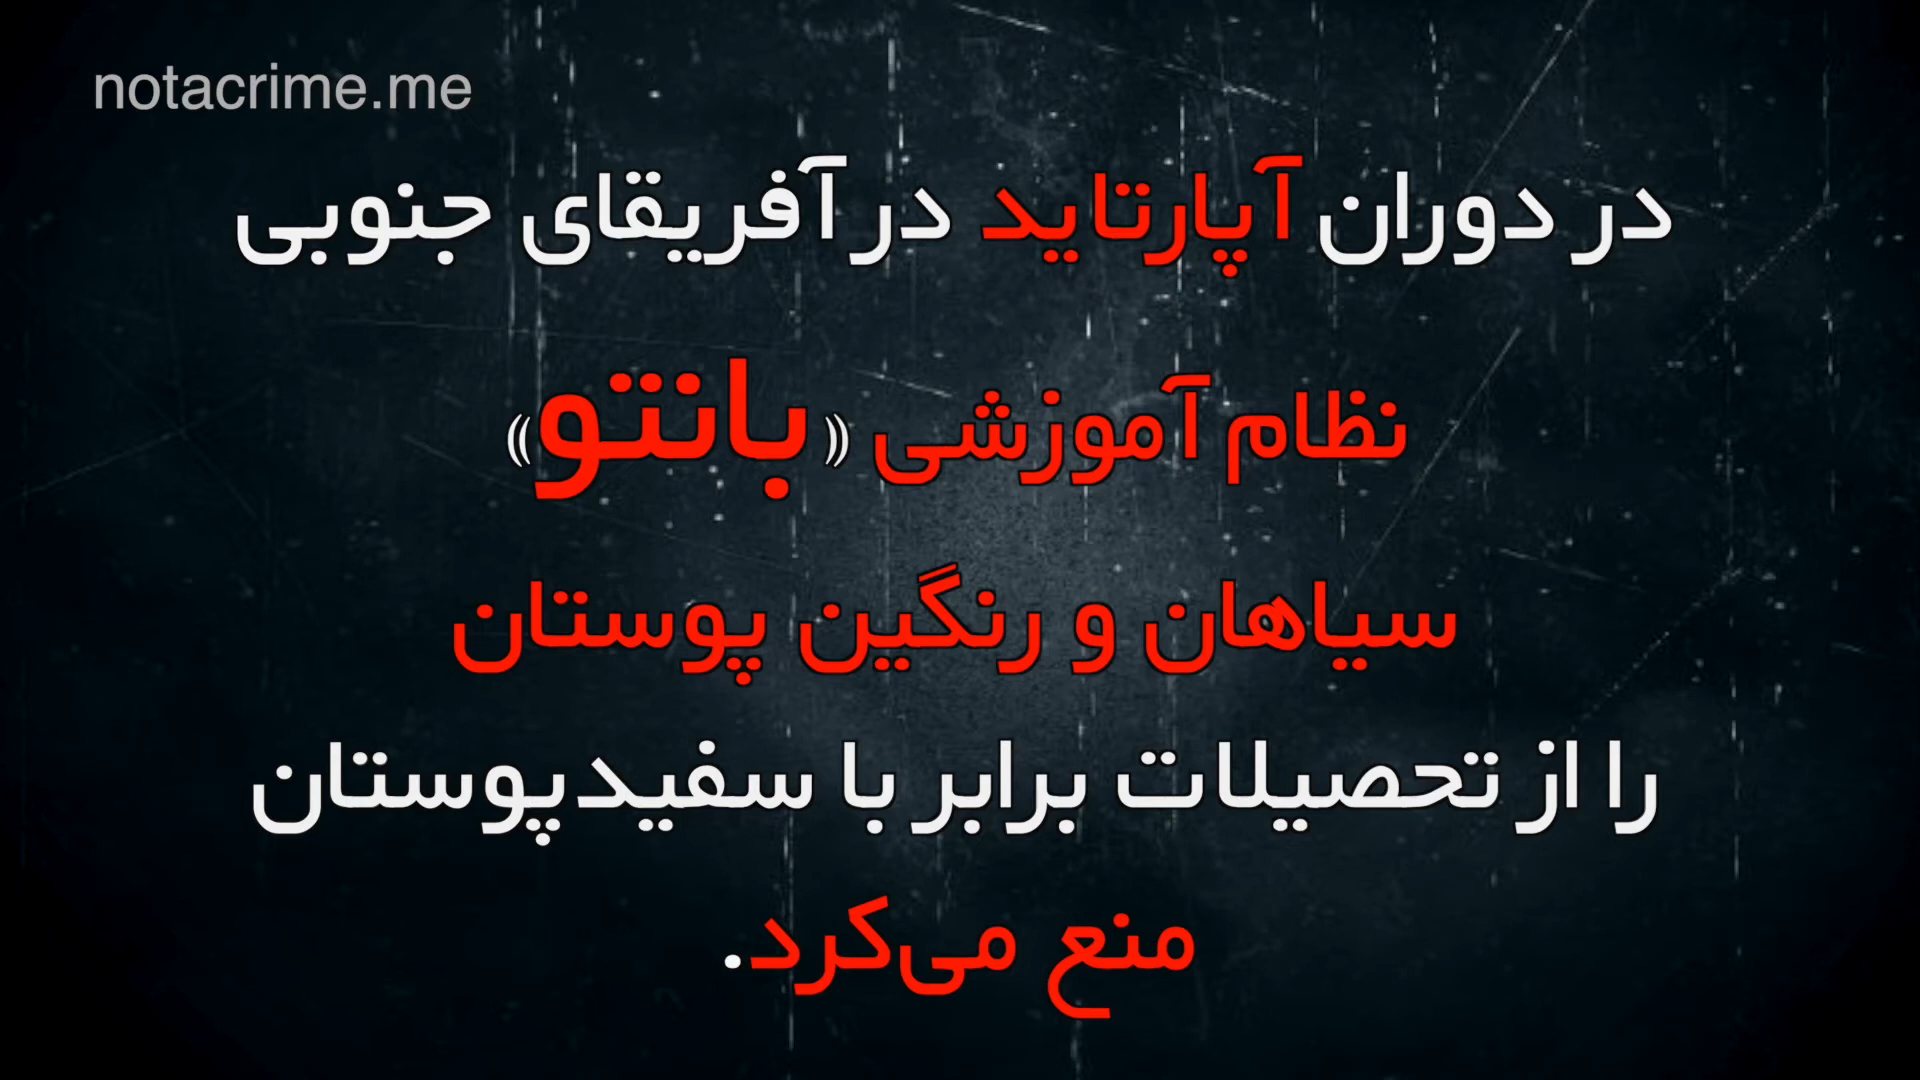 notacrime.me
در دوران آپارتاید در آفریقای جنوبی
نظام آموزشی «بانتو»
سیاهان و رنگین پوستان
را از تحصیلات برابر با سفیدپوستان
منع می‌کرد.